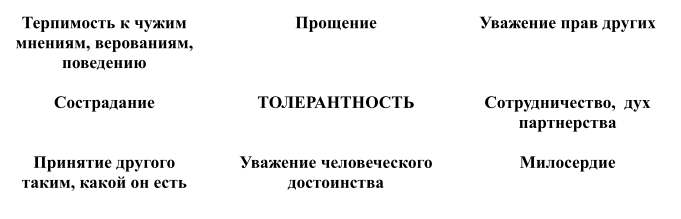 Терпимость к чужим
мнениям, верованиям,
поведению
Прощение
Уважение прав других
Сострадание
ТОЛЕРАНТНОСТЬ
Сотрудничество, дух
партнерства
Принятие другого
таким, какой он есть
Уважение человеческого
достоинства
Милосердие